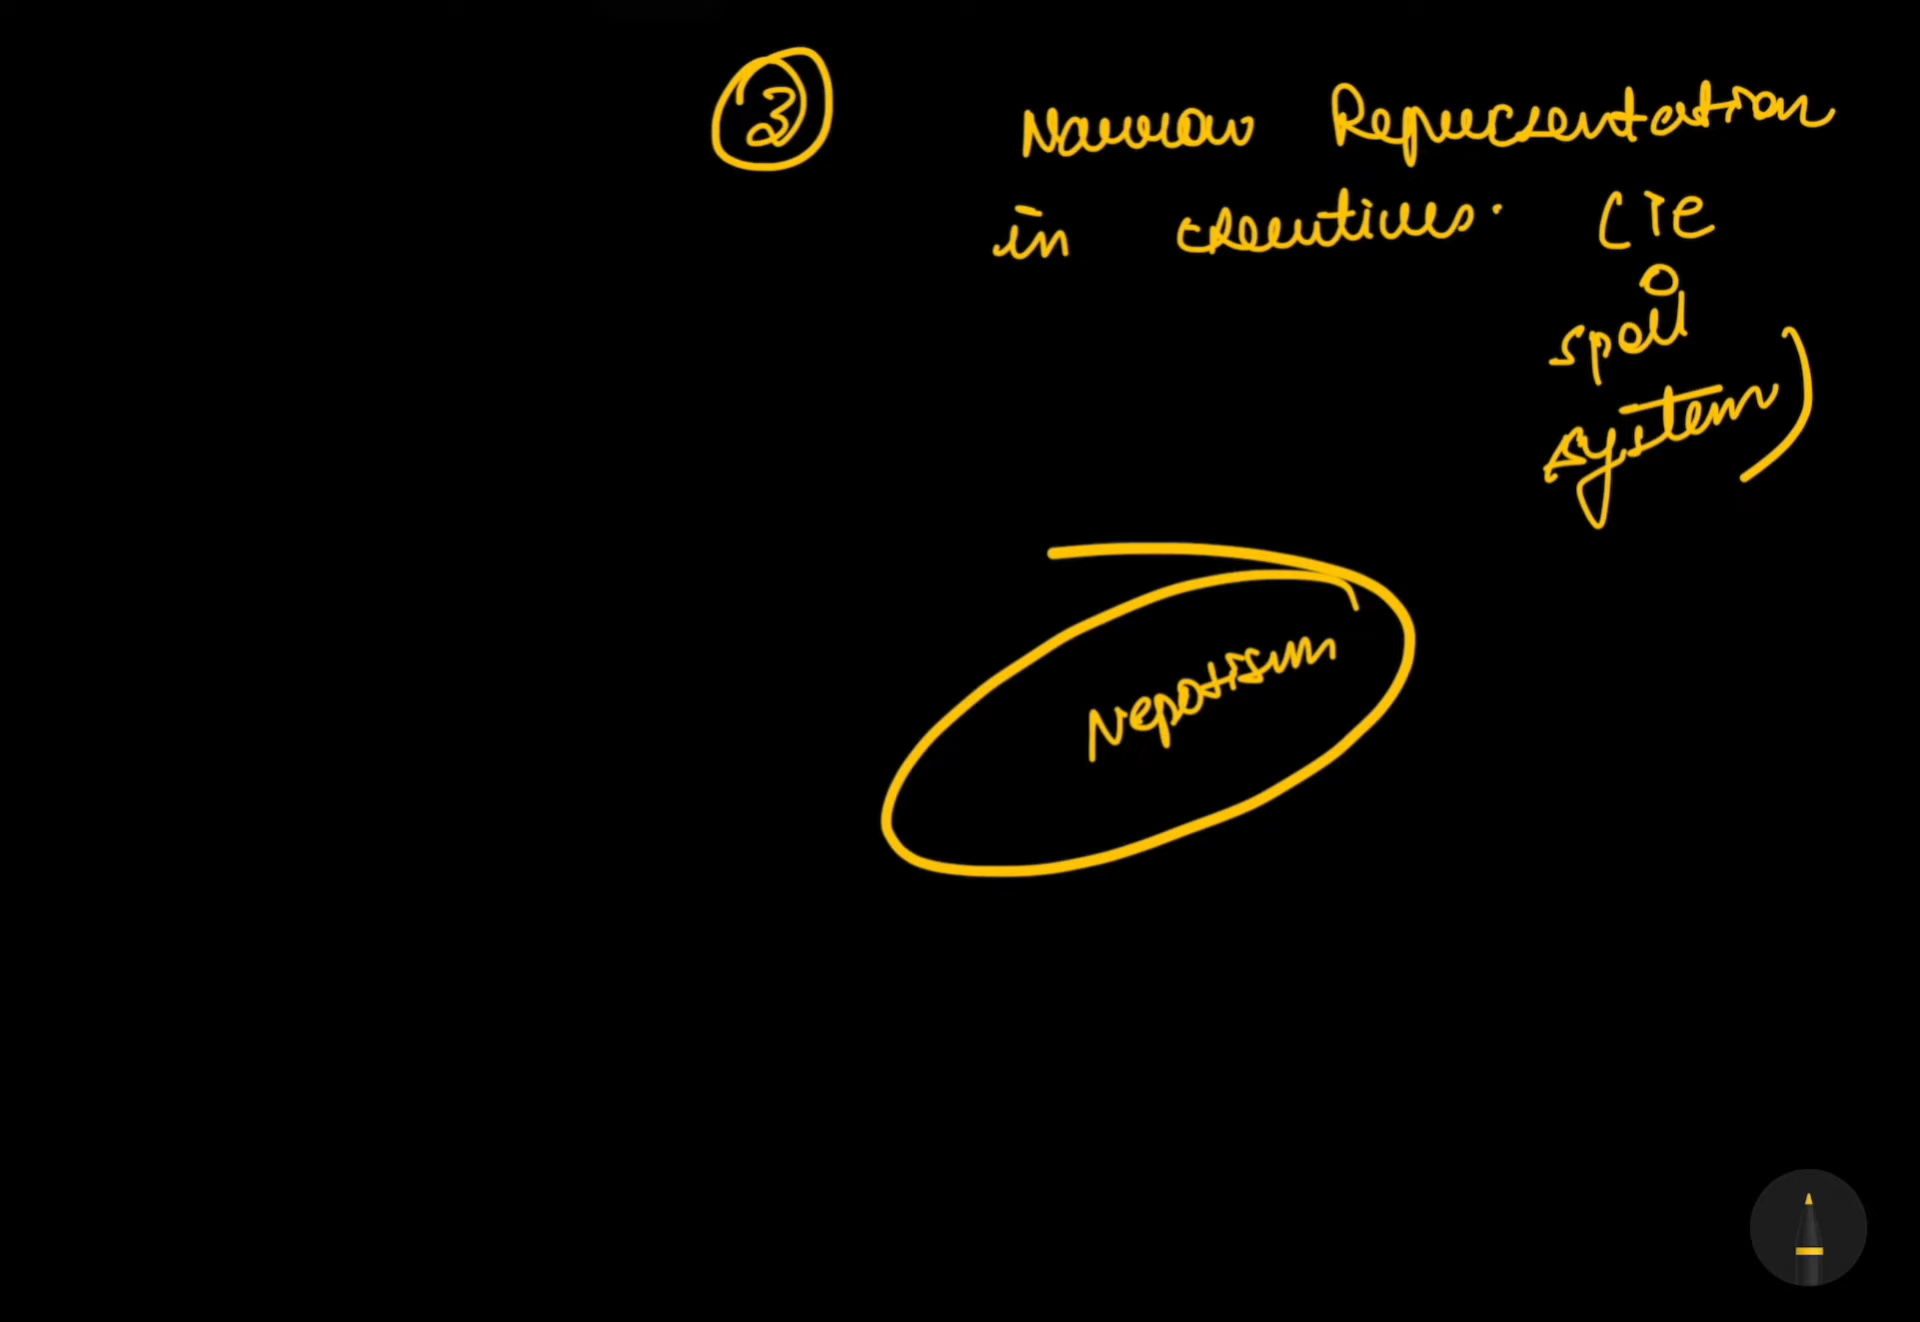 3 Narrow Representation
in executives. (ie
spoil
system)
Nepotism